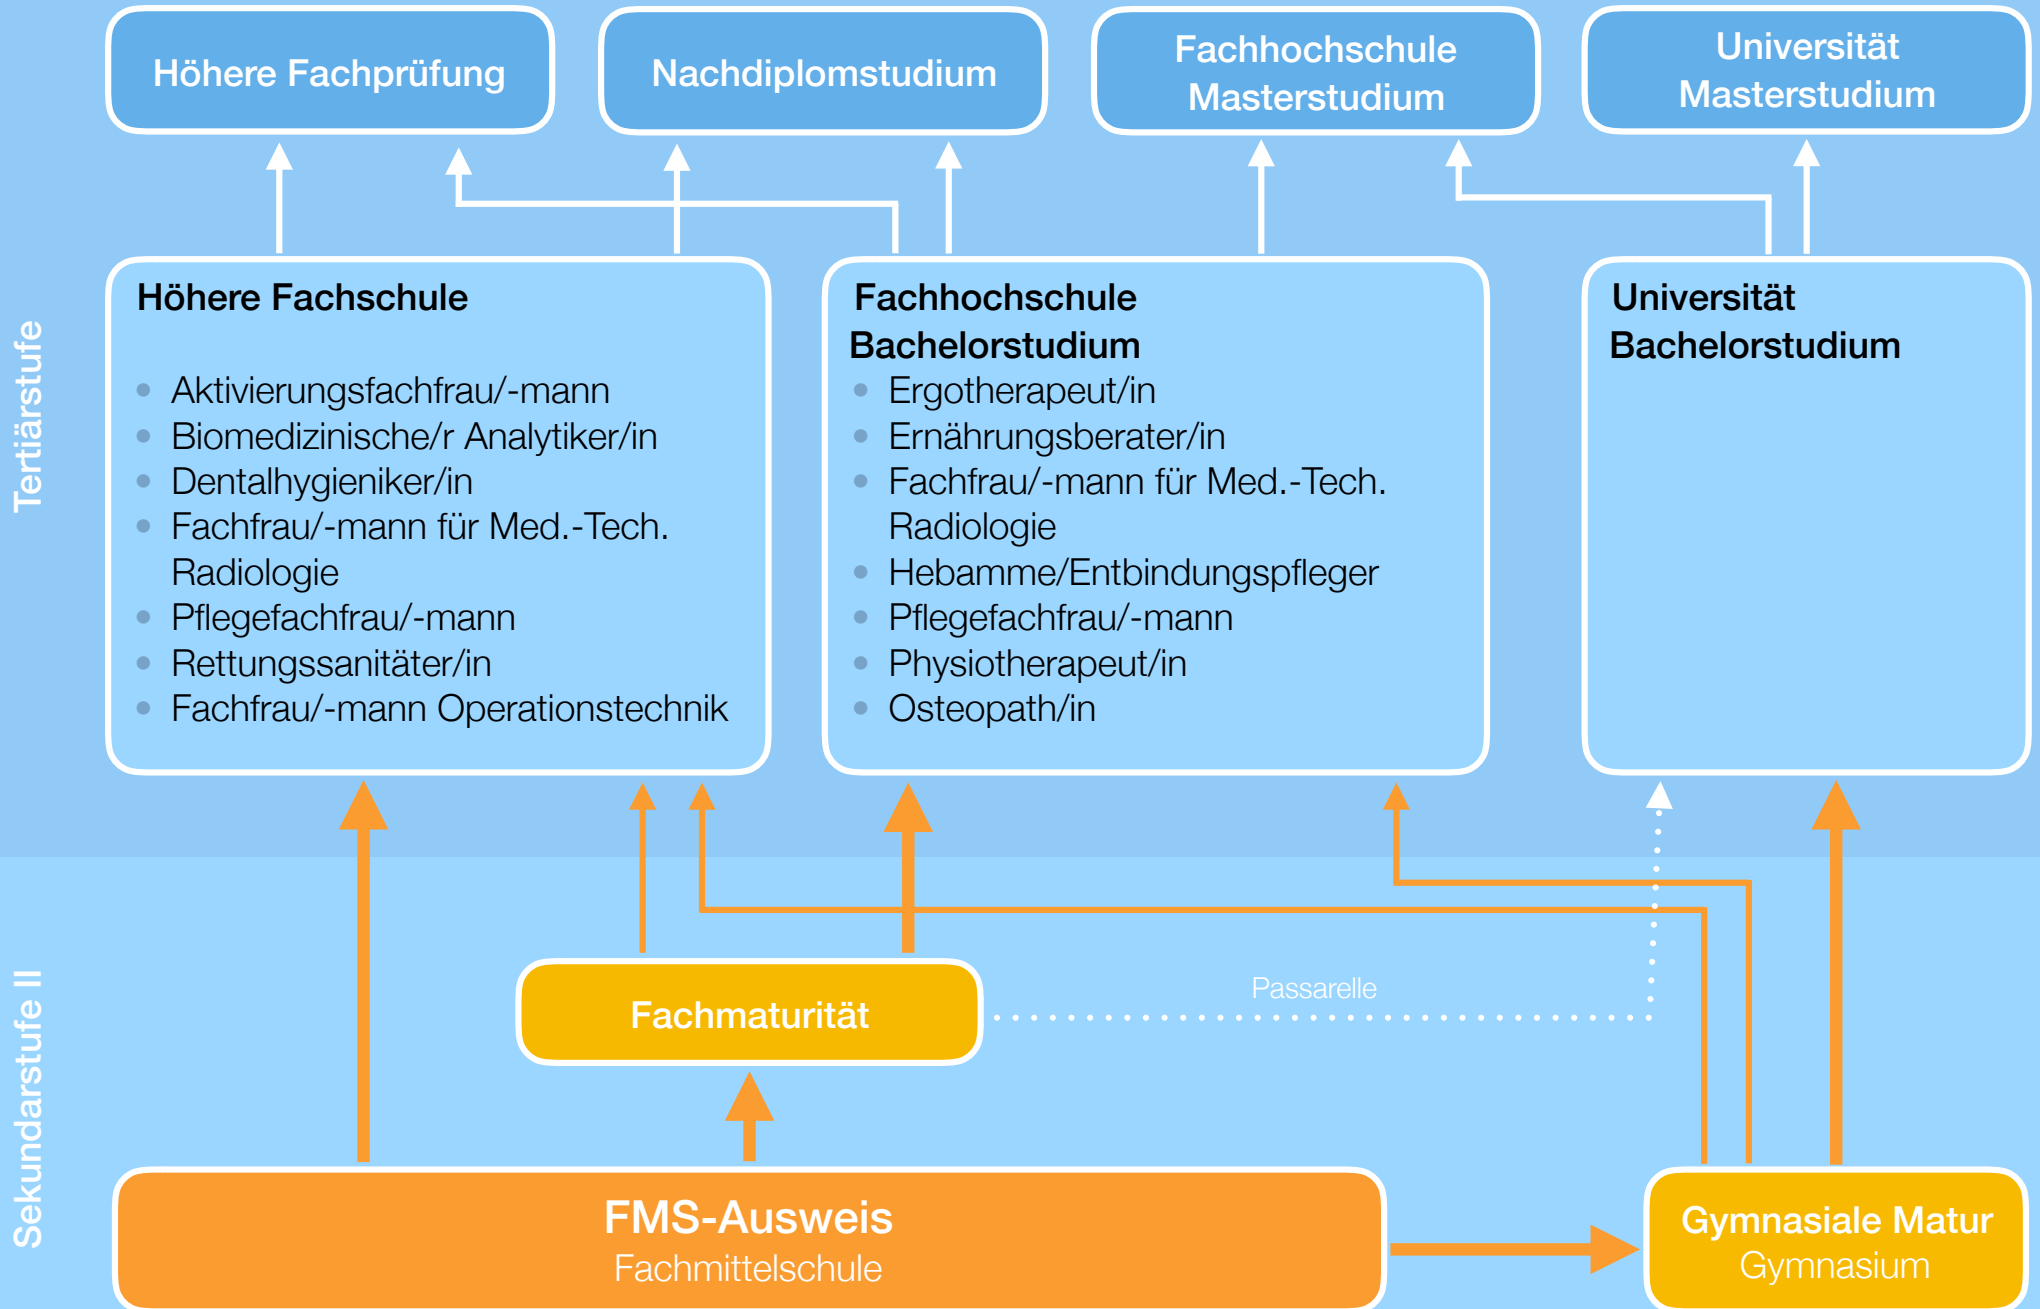 Höhere Fachprüfung
Nachdiplomstudium
Fachhochschule
Masterstudium
Universität
Masterstudium
Tertiärstufe
Höhere Fachschule
Aktivierungsfachfrau/-mann
Biomedizinische/r Analytiker/in
Dentalhygieniker/in
Fachfrau/-mann für Med.-Tech.
Radiologie
Pflegefachfrau/-mann
Rettungssanitäter/in
Fachfrau/-mann Operationstechnik
Fachhochschule
Bachelorstudium
Ergotherapeut/in
Ernährungsberater/in
Fachfrau/-mann für Med.-Tech.
Radiologie
Hebamme/Entbindungspfleger
Pflegefachfrau/-mann
Physiotherapeut/in
Osteopath/in
Universität
Bachelorstudium
Sekundarstufe II
Fachmaturität
Passarelle
FMS-Ausweis
Fachmittelschule
Gymnasiale Matur
Gymnasium